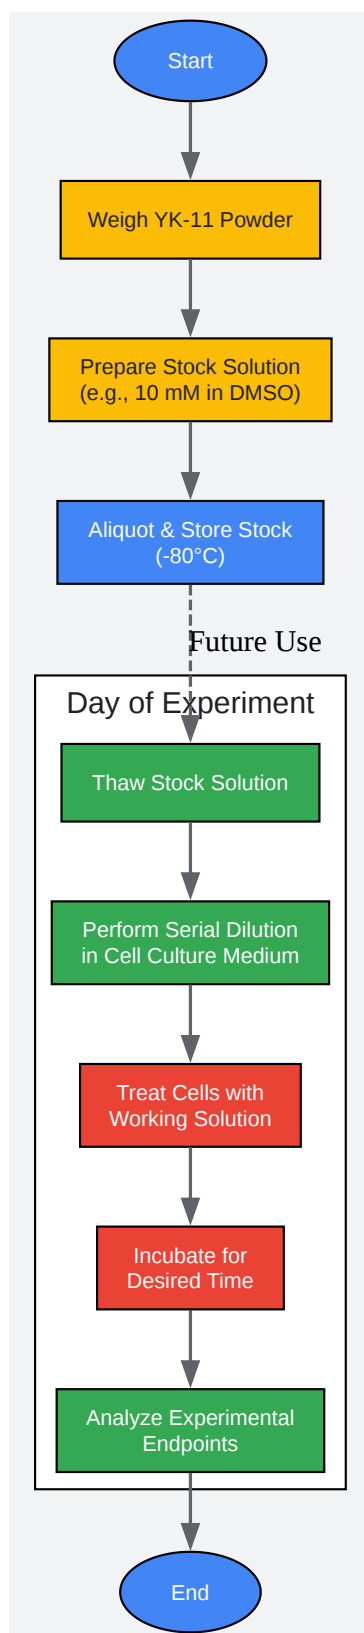 Start
Weigh YK-11 Powder
Prepare Stock Solution
(e.g., 10 mM in DMSO)
Aliquot & Store Stock
(-80°C)
Future Use
Day of Experiment
Thaw Stock Solution
Perform Serial Dilution
in Cell Culture Medium
Treat Cells with
Working Solution
Incubate for
Desired Time
Analyze Experimental
Endpoints
End